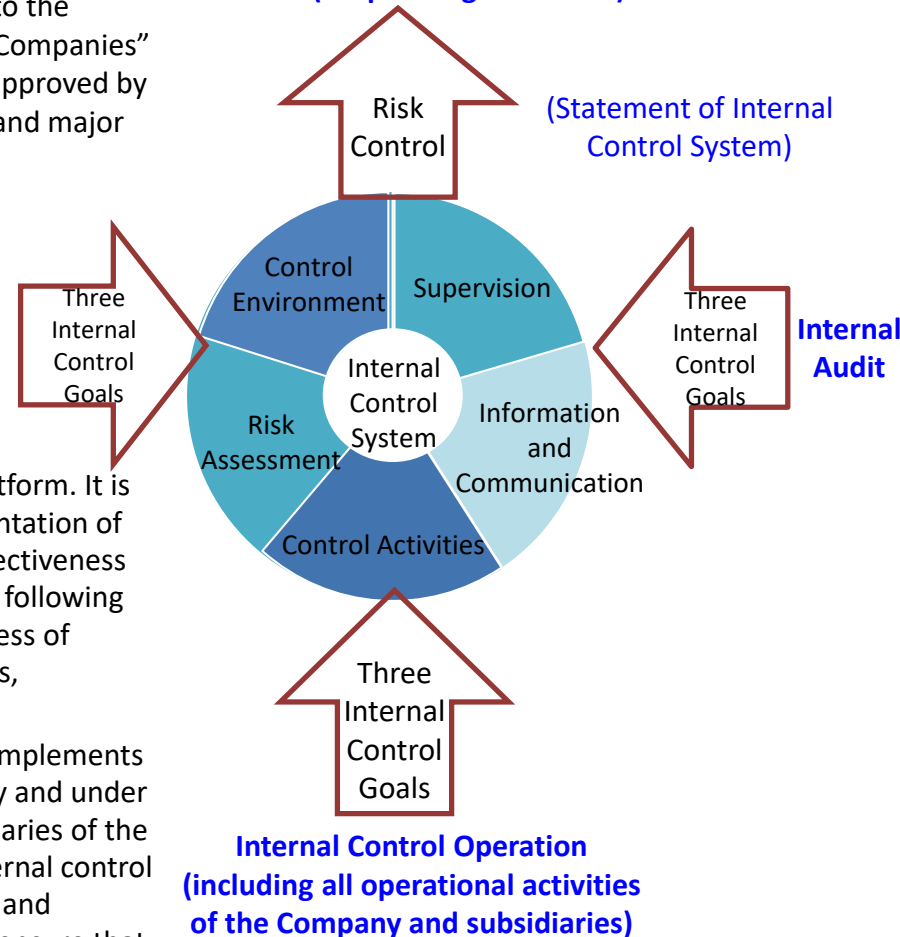 to the
Companies”
approved by
and major
Risk
Control
(Statement of Internal
Control System)
Control
Environment
Supervision
Three
Internal
Control
Goals
Three
Internal
Control
Goals
Internal
Audit
Internal
Control
System
Risk
Assessment
Information
and
Communication
Control Activities
tform. It is
ntation of
ectiveness
following
ess of
s,
Three
Internal
Control
Goals
mplements
y and under
aries of the
ernal control
and
Internal Control Operation
(including all operational activities
of the Company and subsidiaries)